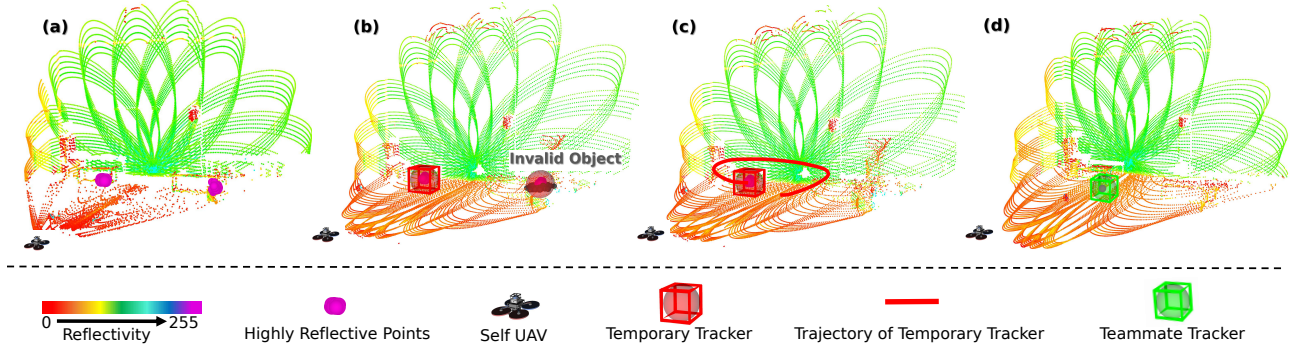 (a)
(b)
(c)
(d)
Invalid Object
0
255
Reflectivity
Highly Reflective Points
Self UAV
Temporary Tracker
Trajectory of Temporary Tracker
Teammate Tracker